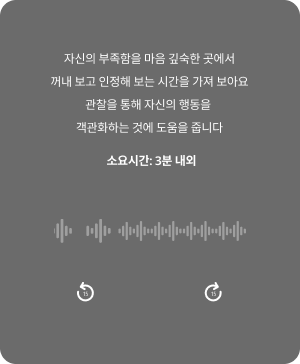 자신의 부족함을 마음 깊숙한 곳에서
꺼내 보고 인정해 보는 시간을 가져 보아요
관찰을 통해 자신의 행동을
객관화하는 것에 도움을 줍니다
소요시간: 3분 내외
15 15